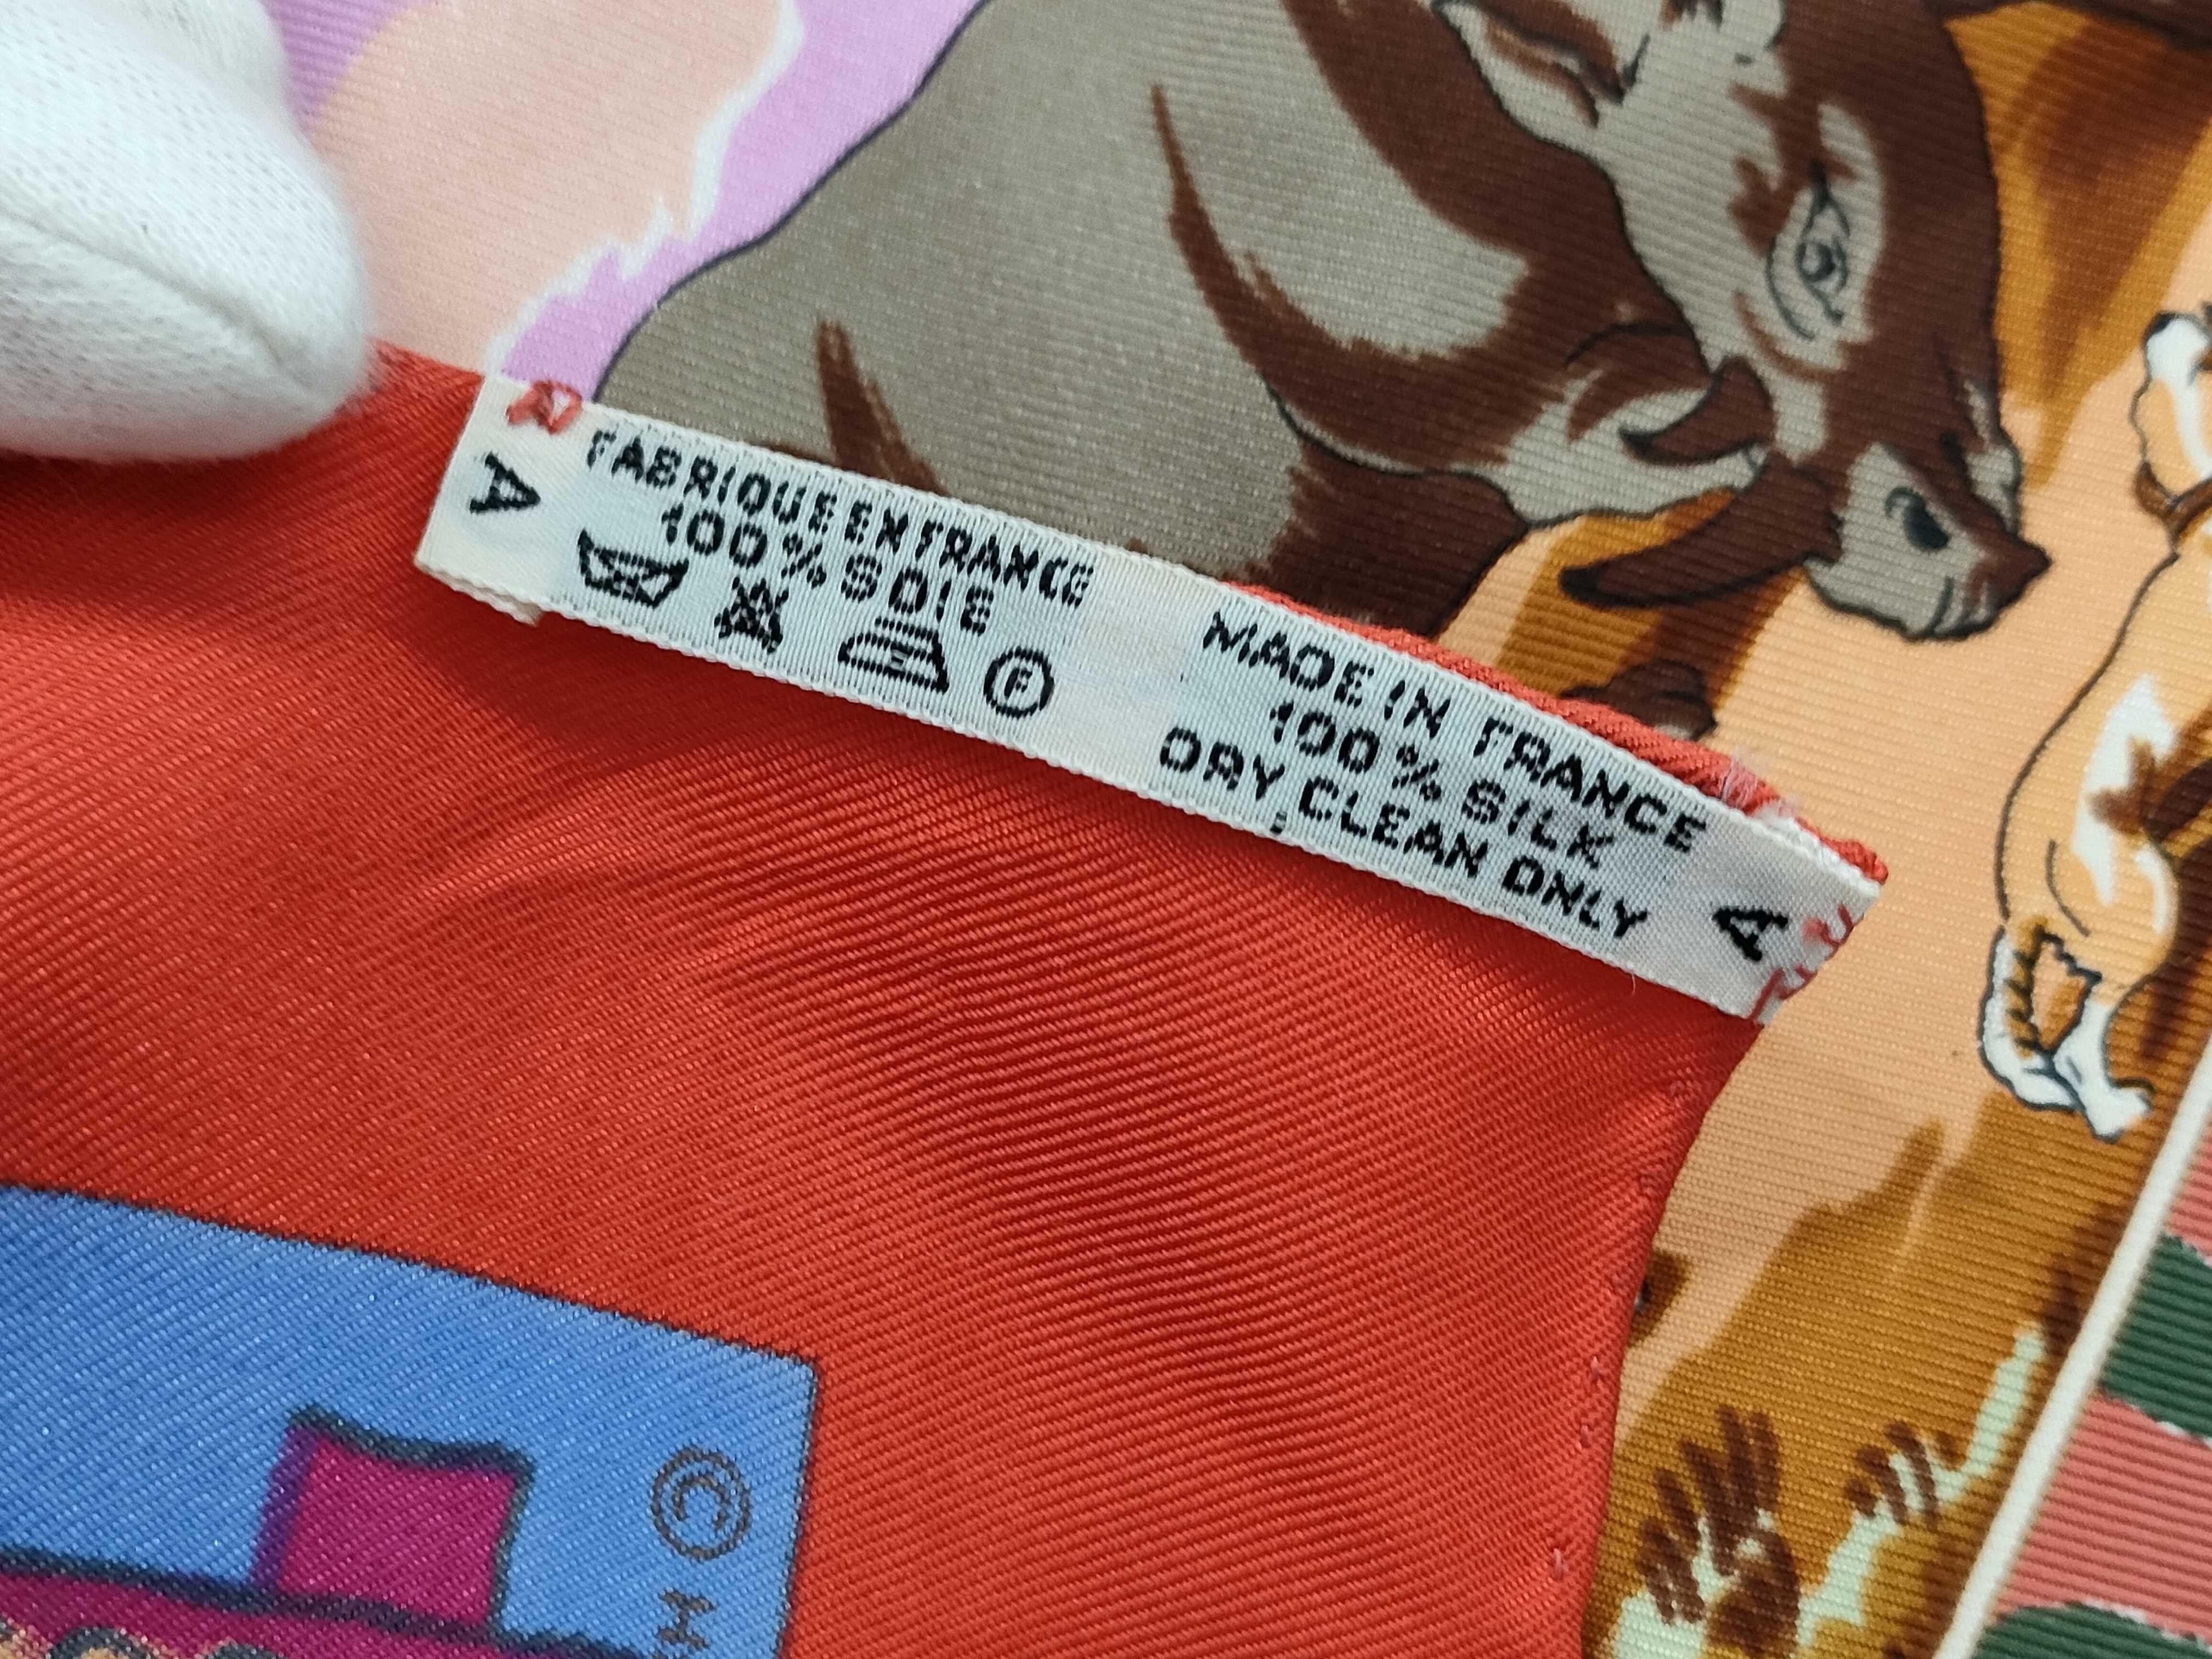 A
FABRIQUE EN FRANCE
100% SOIE
F
MADE IN FRANCE
100% SILK
DRY CLEAN ONLY
A
© H